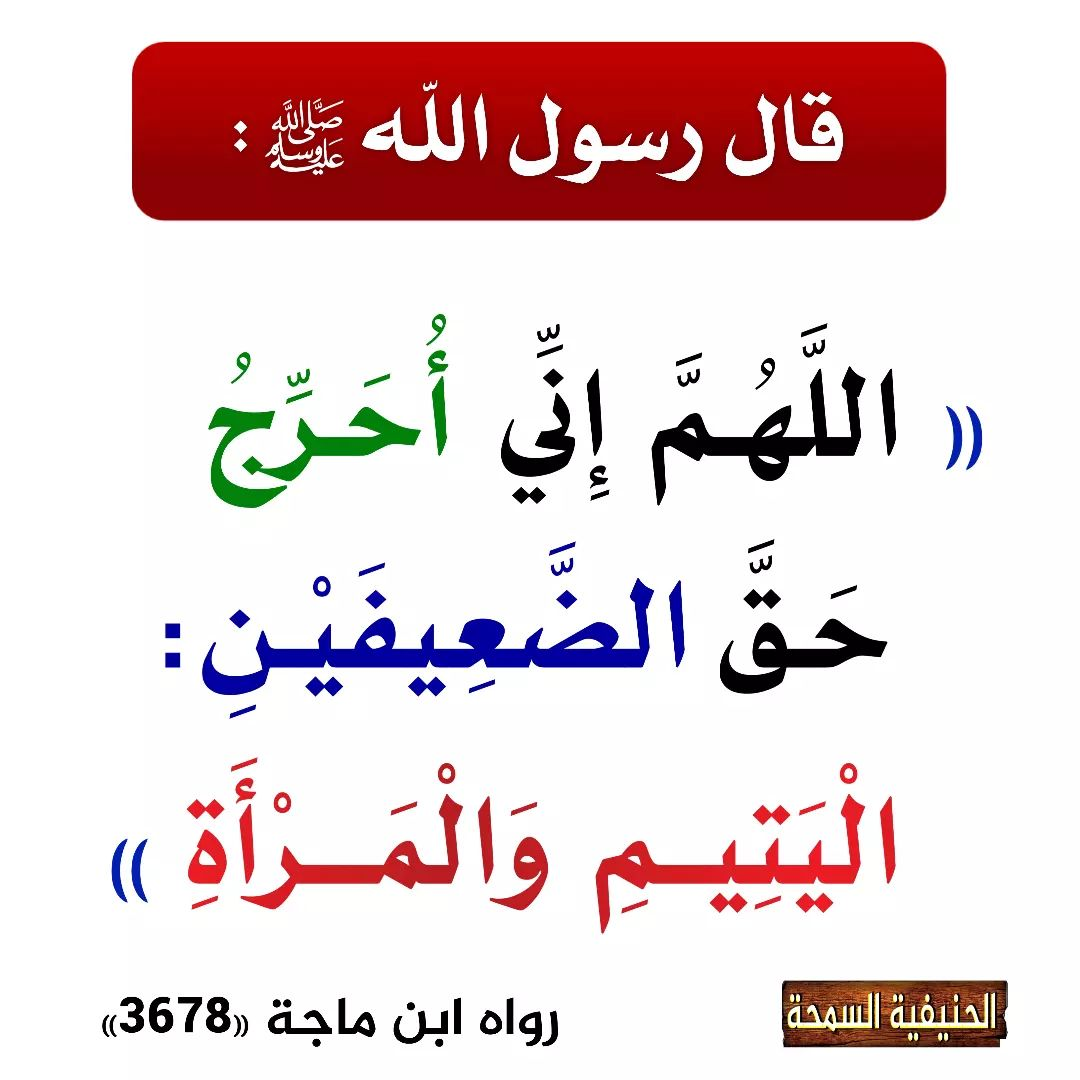 قال رسول الله ﷺ :
(( اللَّهُمَّ إِنِّي أُحَرِّجُ
حَقَّ الضَّعِيفَيْنِ :
الْيَتِيمِ وَالْمَرْأَةِ ))
رواه ابن ماجة ((3678))
الحنيفية السمحة